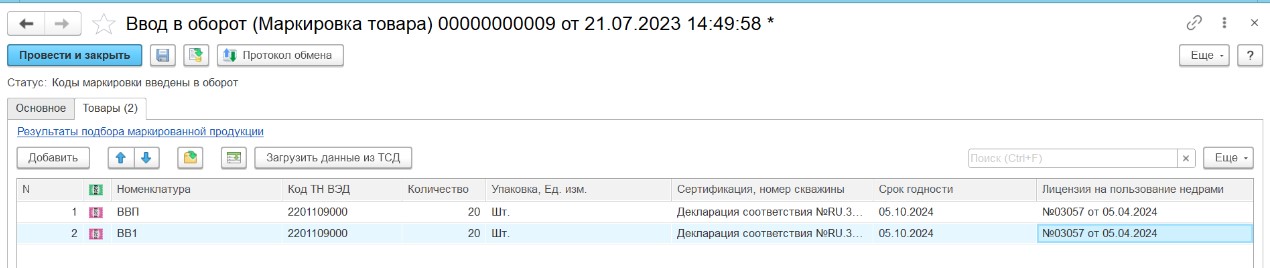 Ввод в оборот (Маркировка товара) 00000000009 от 21.07.2023 14:49:58 *
Провести и закрыть Протокол обмена Еще ?
Статус: Коды маркировки введены в оборот
Основное Товары (2)
Результаты подбора маркированной продукции
Добавить Загрузить данные из ТСД Поиск (Ctrl+F) × Еще
N Номенклатура Код ТН ВЭД Количество Упаковка, Ед. изм. Сертификация, номер скважины Срок годности Лицензия на пользование недрами
1 ВВП 2201109000 20 Шт. Декларация соответствия №RU.3... 05.10.2024 №03057 от 05.04.2024
2 ВВ1 2201109000 20 Шт. Декларация соответствия №RU.3... 05.10.2024 №03057 от 05.04.2024